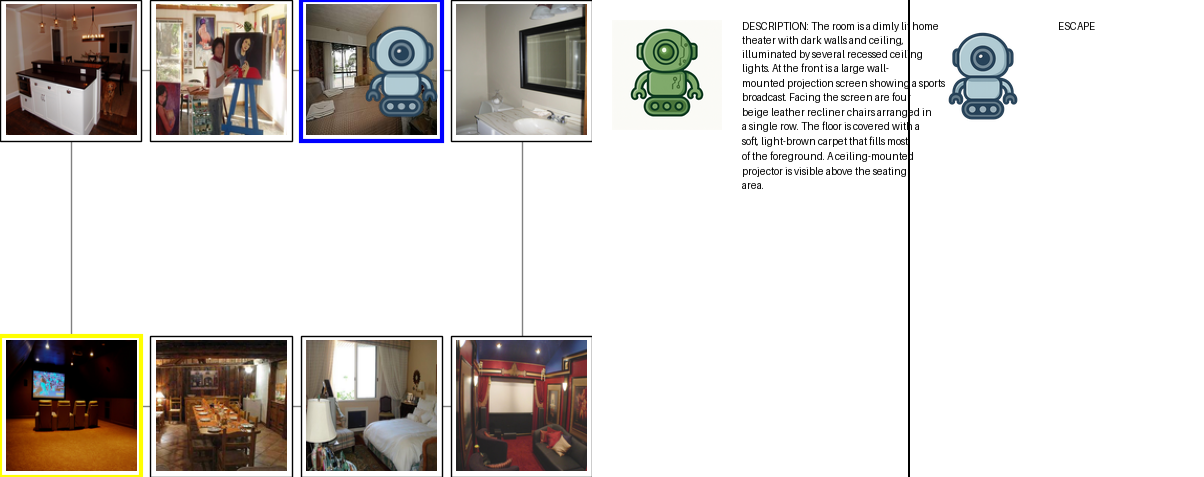 DESCRIPTION: The room is a dimly lit home
theater with dark walls and ceiling,
illuminated by several recessed ceiling
lights. At the front is a large wall-
mounted projection screen showing a sports
broadcast. Facing the screen are four
beige leather recliner chairs arranged in
a single row. The floor is covered with a
soft, light-brown carpet that fills most
of the foreground. A ceiling-mounted
projector is visible above the seating
area.
ESCAPE